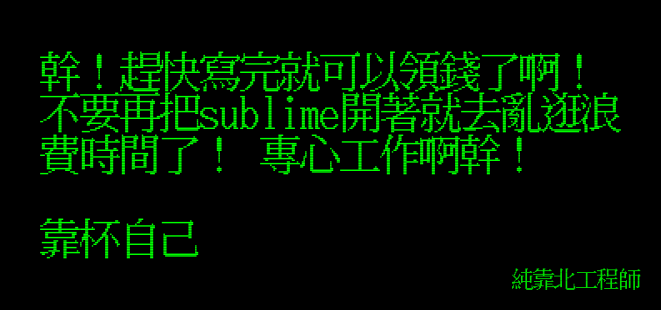 幹！趕快寫完就可以領錢了啊！
不要再把sublime開著就去亂逛浪
費時間了！ 專心工作啊幹！
靠杯自己
純靠北工程師